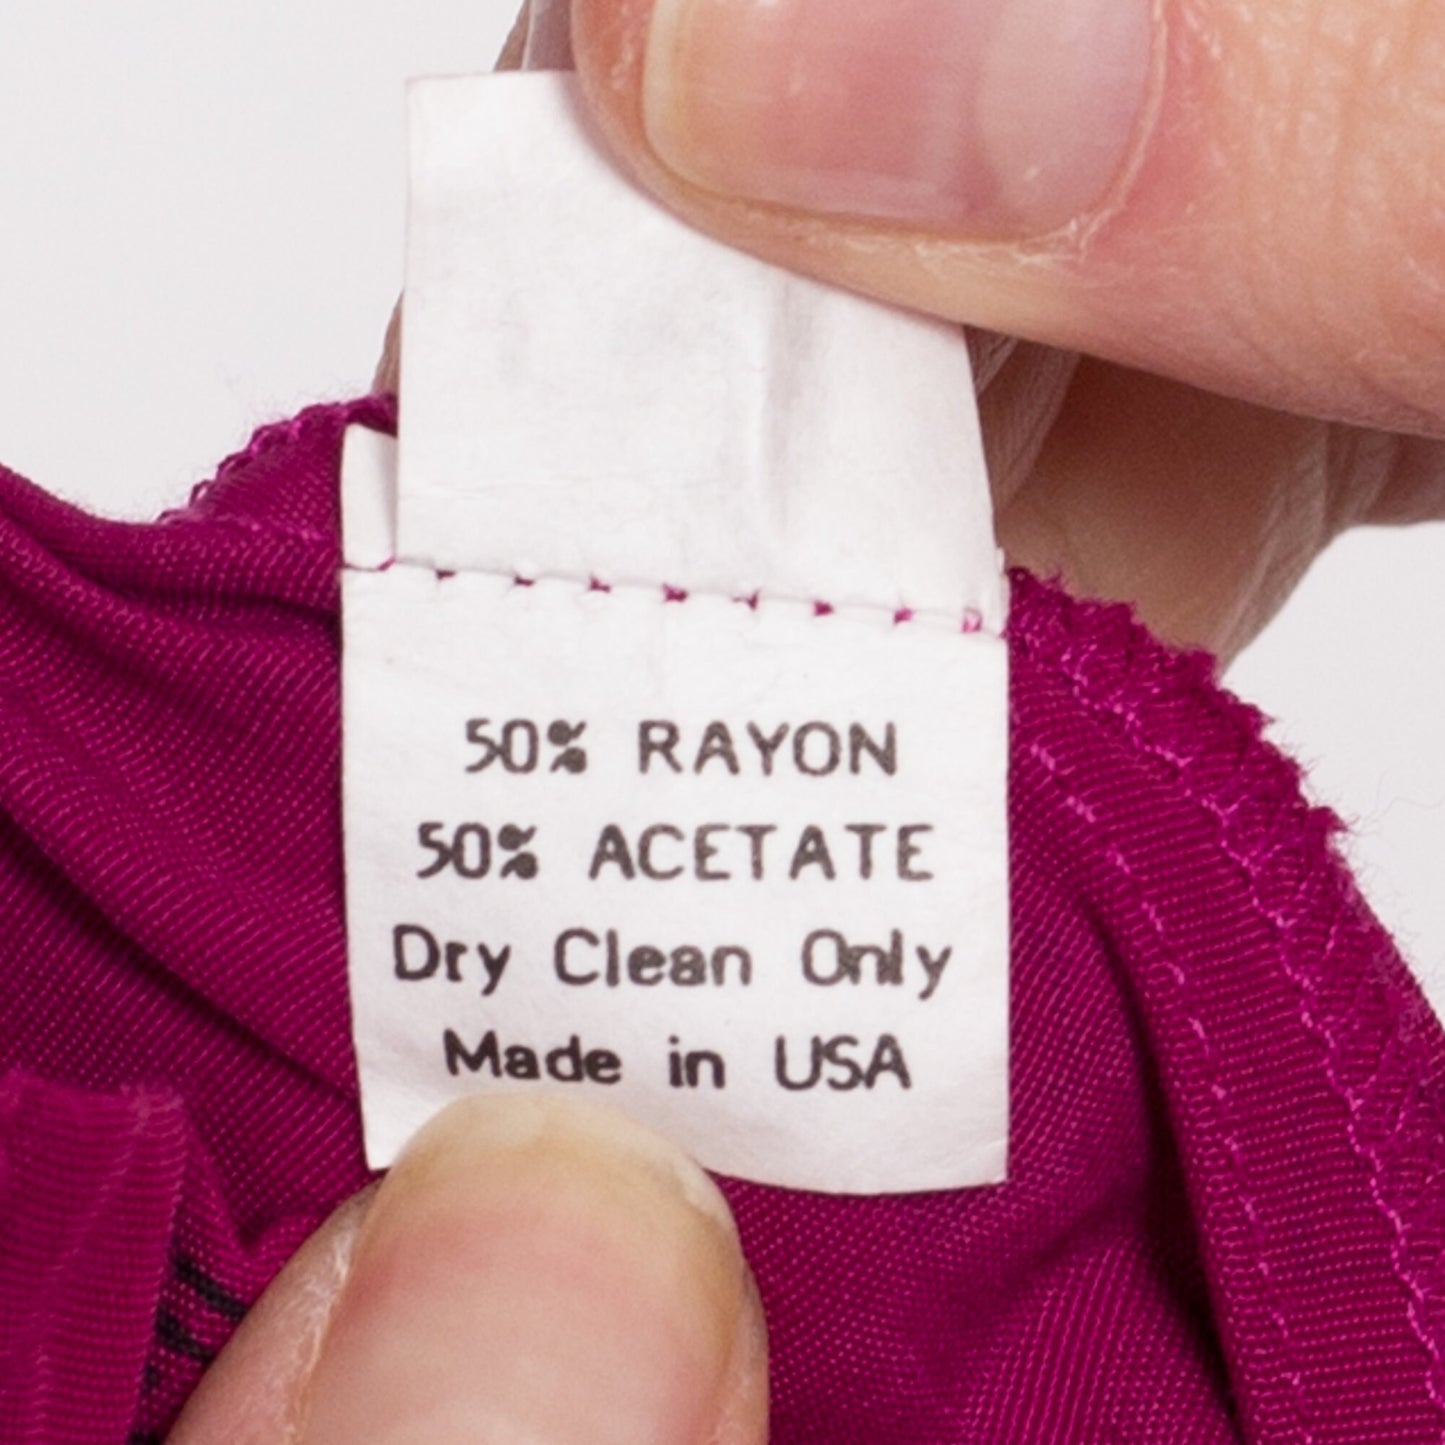 50% RAYON
50% ACETATE
Dry Clean Only
Made in USA